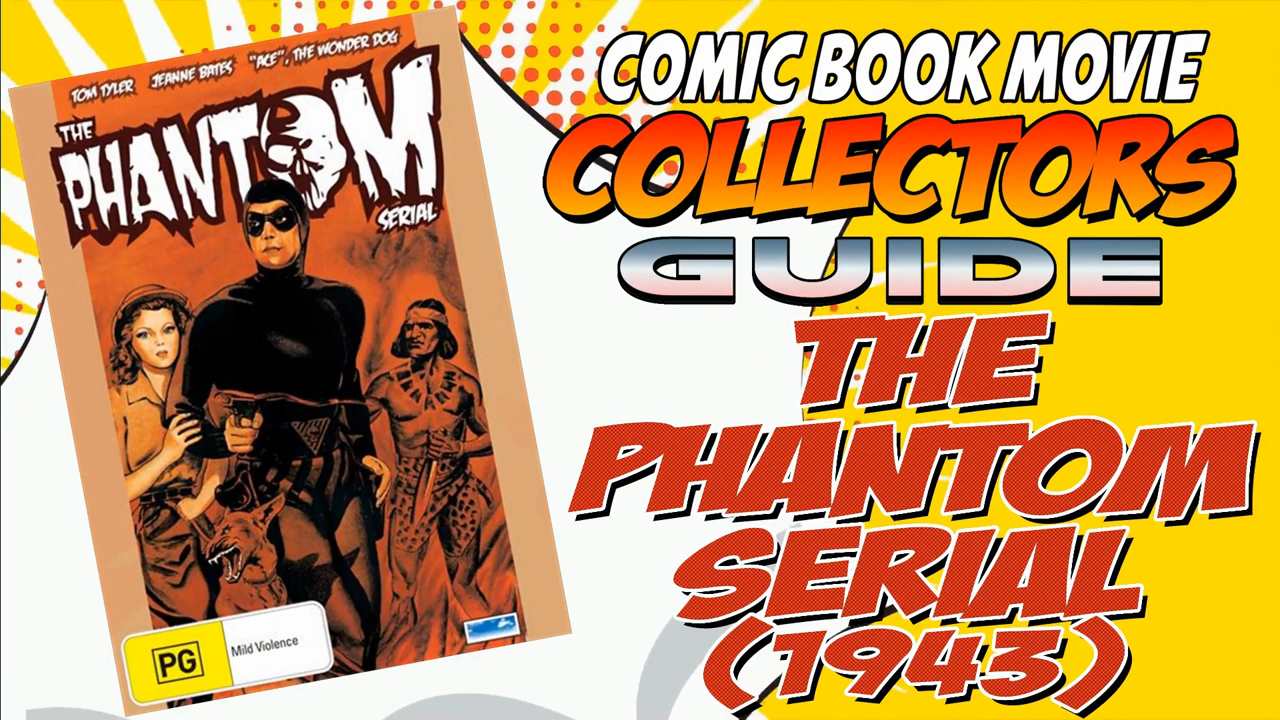 TOM TYLER JEANNE BATES "ACE", THE WONDER DOG
THE
PHANTOM
SERIAL
PG
Mild Violence
COMIC BOOK MOVIE
COLLECTORS
GUIDE
THE
PHANTOM
SERIAL
(1943)